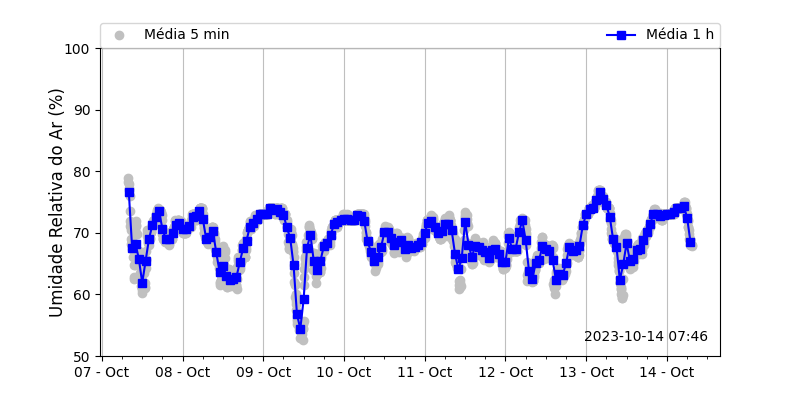 Média 5 min
Média 1 h
100
90
80
70
60
50
Umidade Relativa do Ar (%)
2023-10-14 07:46
07 - Oct
08 - Oct
09 - Oct
10 - Oct
11 - Oct
12 - Oct
13 - Oct
14 - Oct